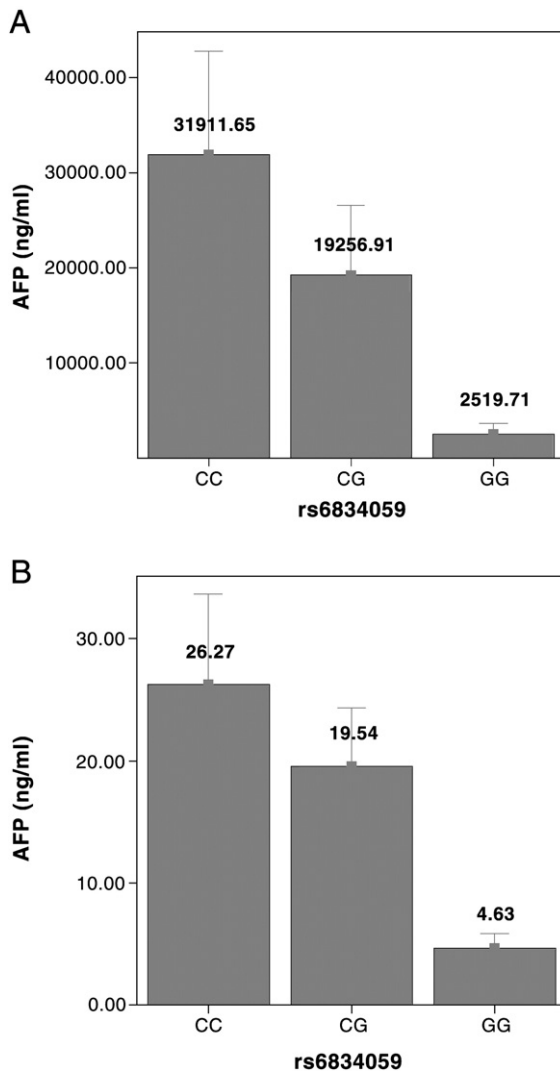 A
40000.00
31911.65
30000.00
19256.91
20000.00
AFP (ng/ml)
10000.00
2519.71
CC CG GG
rs6834059
B
30.00
26.27
19.54
20.00
AFP (ng/ml)
10.00
4.63
0.00
CC CG GG
rs6834059